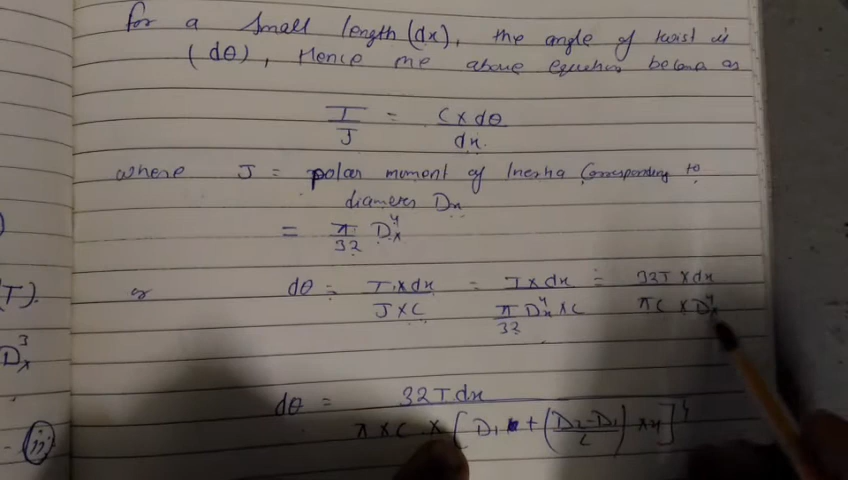 for a small length (dx), the angle of twist is
(dθ), Hence the above equation become as
T/J = C × dθ / dx.
where J = polar moment of Inertia Corresponding to
diameter Dx
= π/32 Dx⁴
T).
or dθ = T × dx / J × C = T × dx / (π/32 Dx⁴ × C) = 32T × dx / πC × Dx⁴
Dx³
dθ = 32T dx / π × C × [D₁ + (D₂-D₁ / L) × x]⁴
(ii)